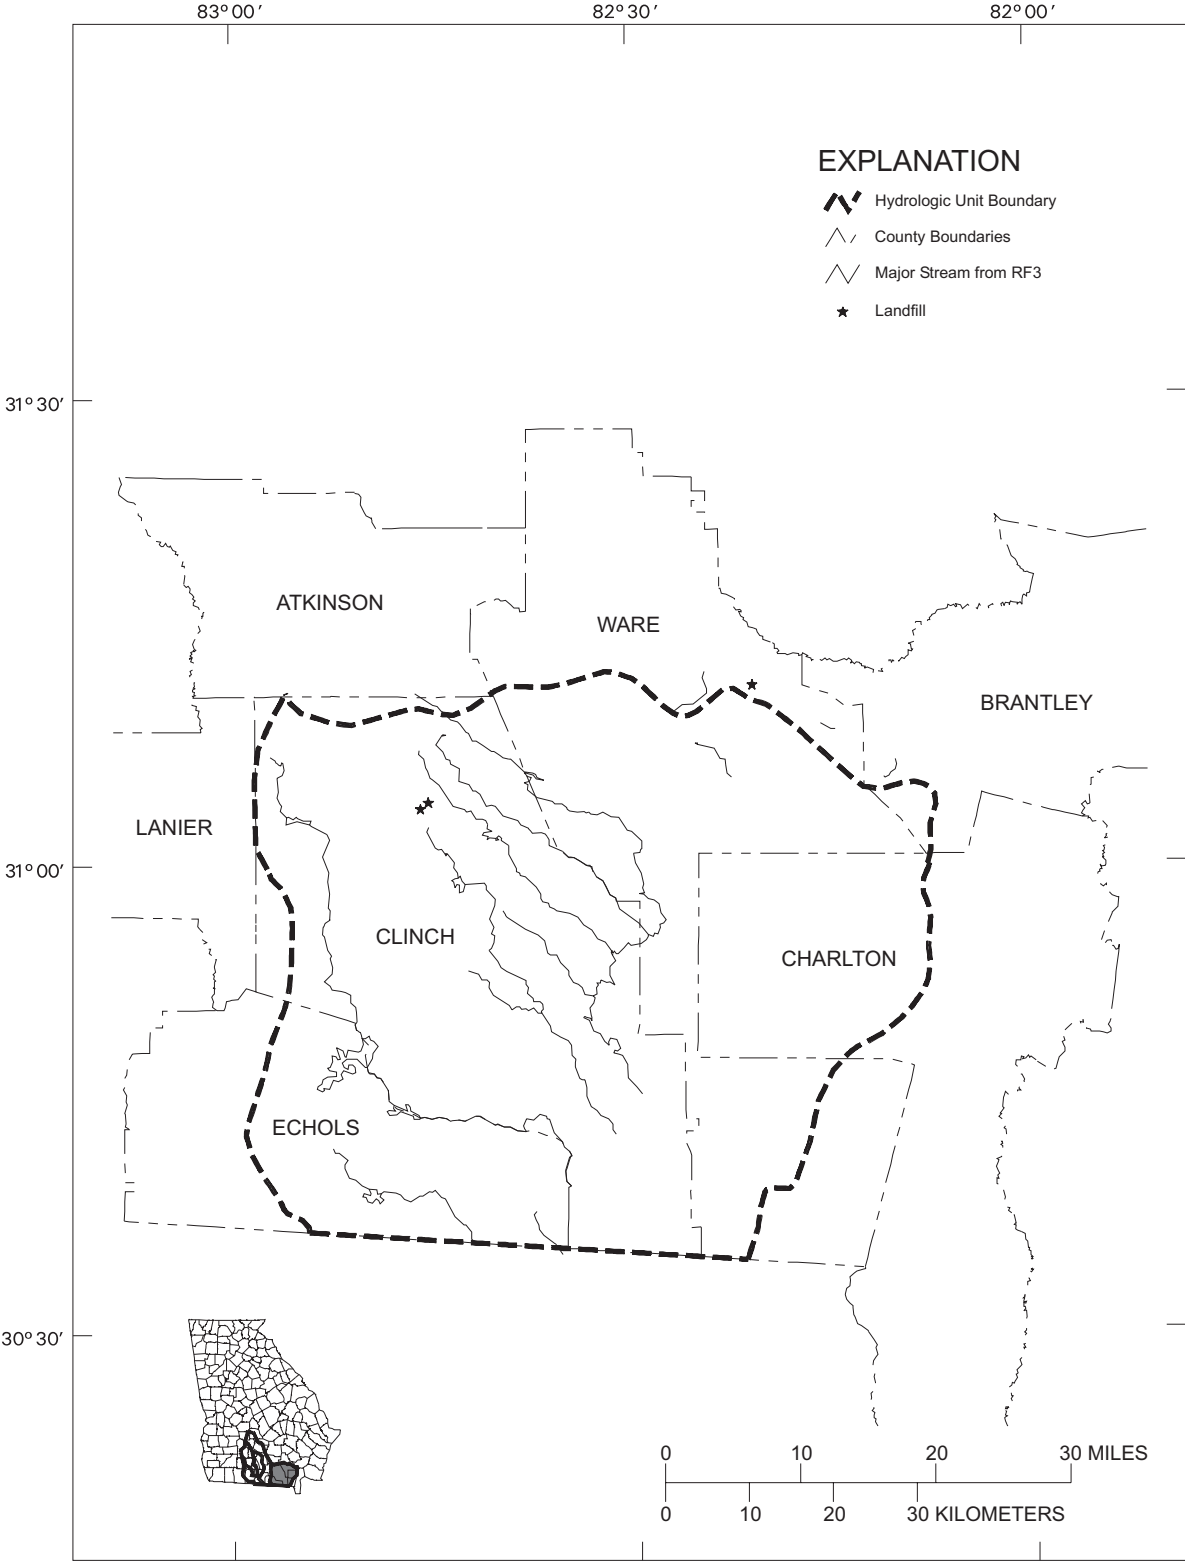 83°00’ 82°30’ 82°00’
EXPLANATION
Hydrologic Unit Boundary
County Boundaries
Major Stream from RF3
Landfill
31°30’
ATKINSON
WARE
BRANTLEY
LANIER
31°00’
CLINCH
CHARLTON
ECHOLS
30°30’
0 10 20 30 MILES
0 10 20 30 KILOMETERS